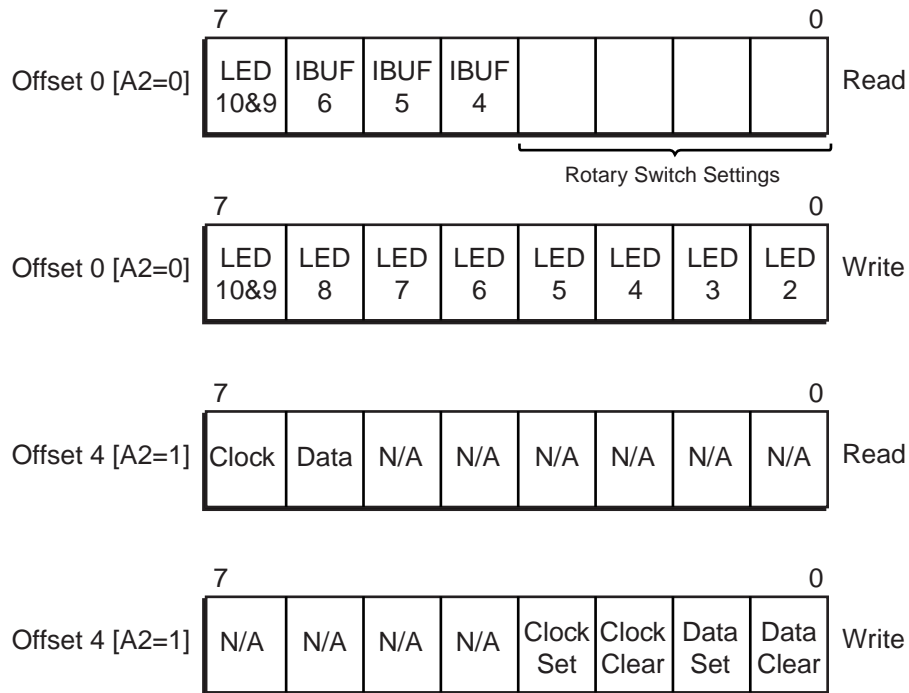 7 0
LED IBUF IBUF IBUF
Offset 0 [A2=0] Read
10&9 6 5 4
Rotary Switch Settings
7 0
LED LED LED LED LED LED LED LED
Offset 0 [A2=0] Write
10&9 8 7 6 5 4 3 2
7 0
Offset 4 [A2=1] Clock Data N/A N/A N/A N/A N/A N/A Read
7 0
Clock Clock Data Data
Offset 4 [A2=1] N/A N/A N/A N/A Write
Set Clear Set Clear